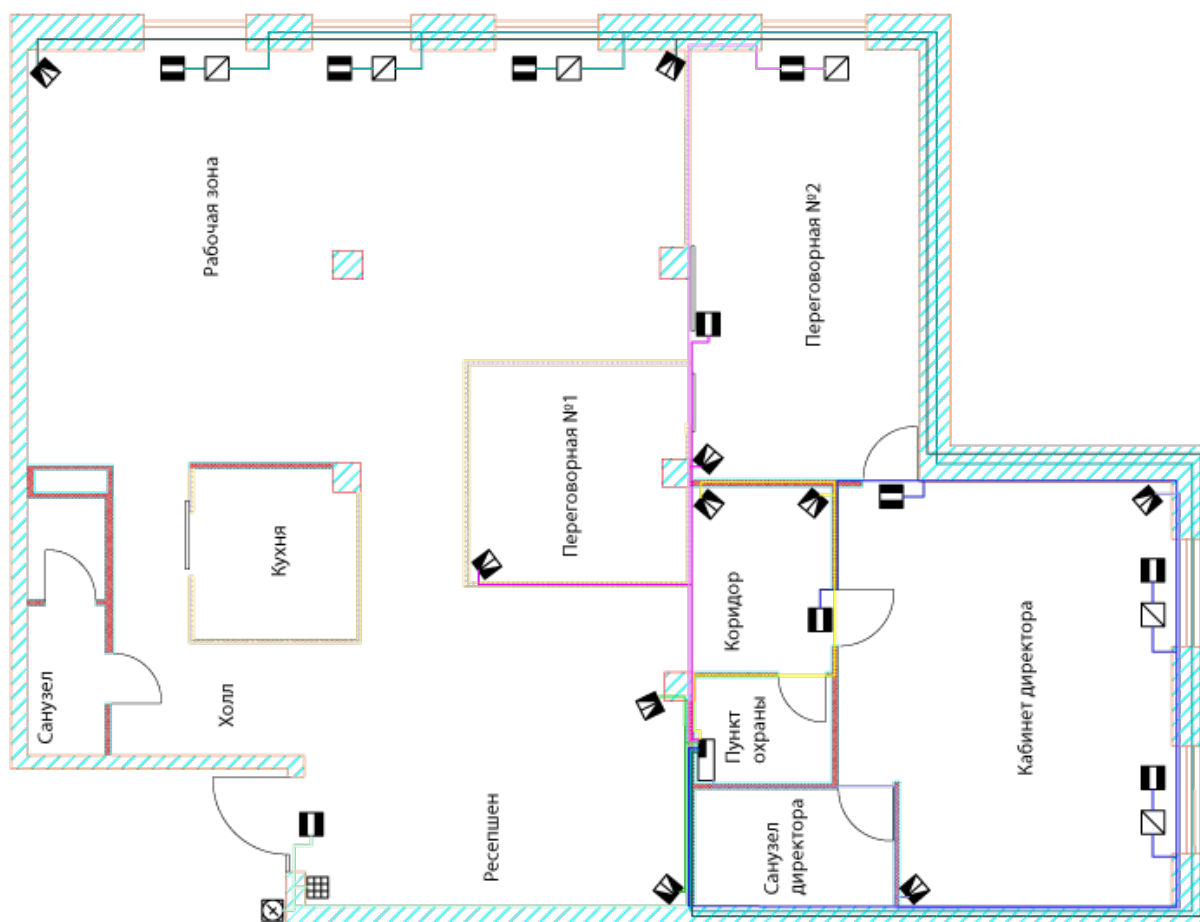 Рабочая зона
Переговорная №2
Переговорная №1
Кухня
Коридор
Санузел
Холл
Пункт
охраны
Кабинет директора
Ресепшен
Санузел
директора